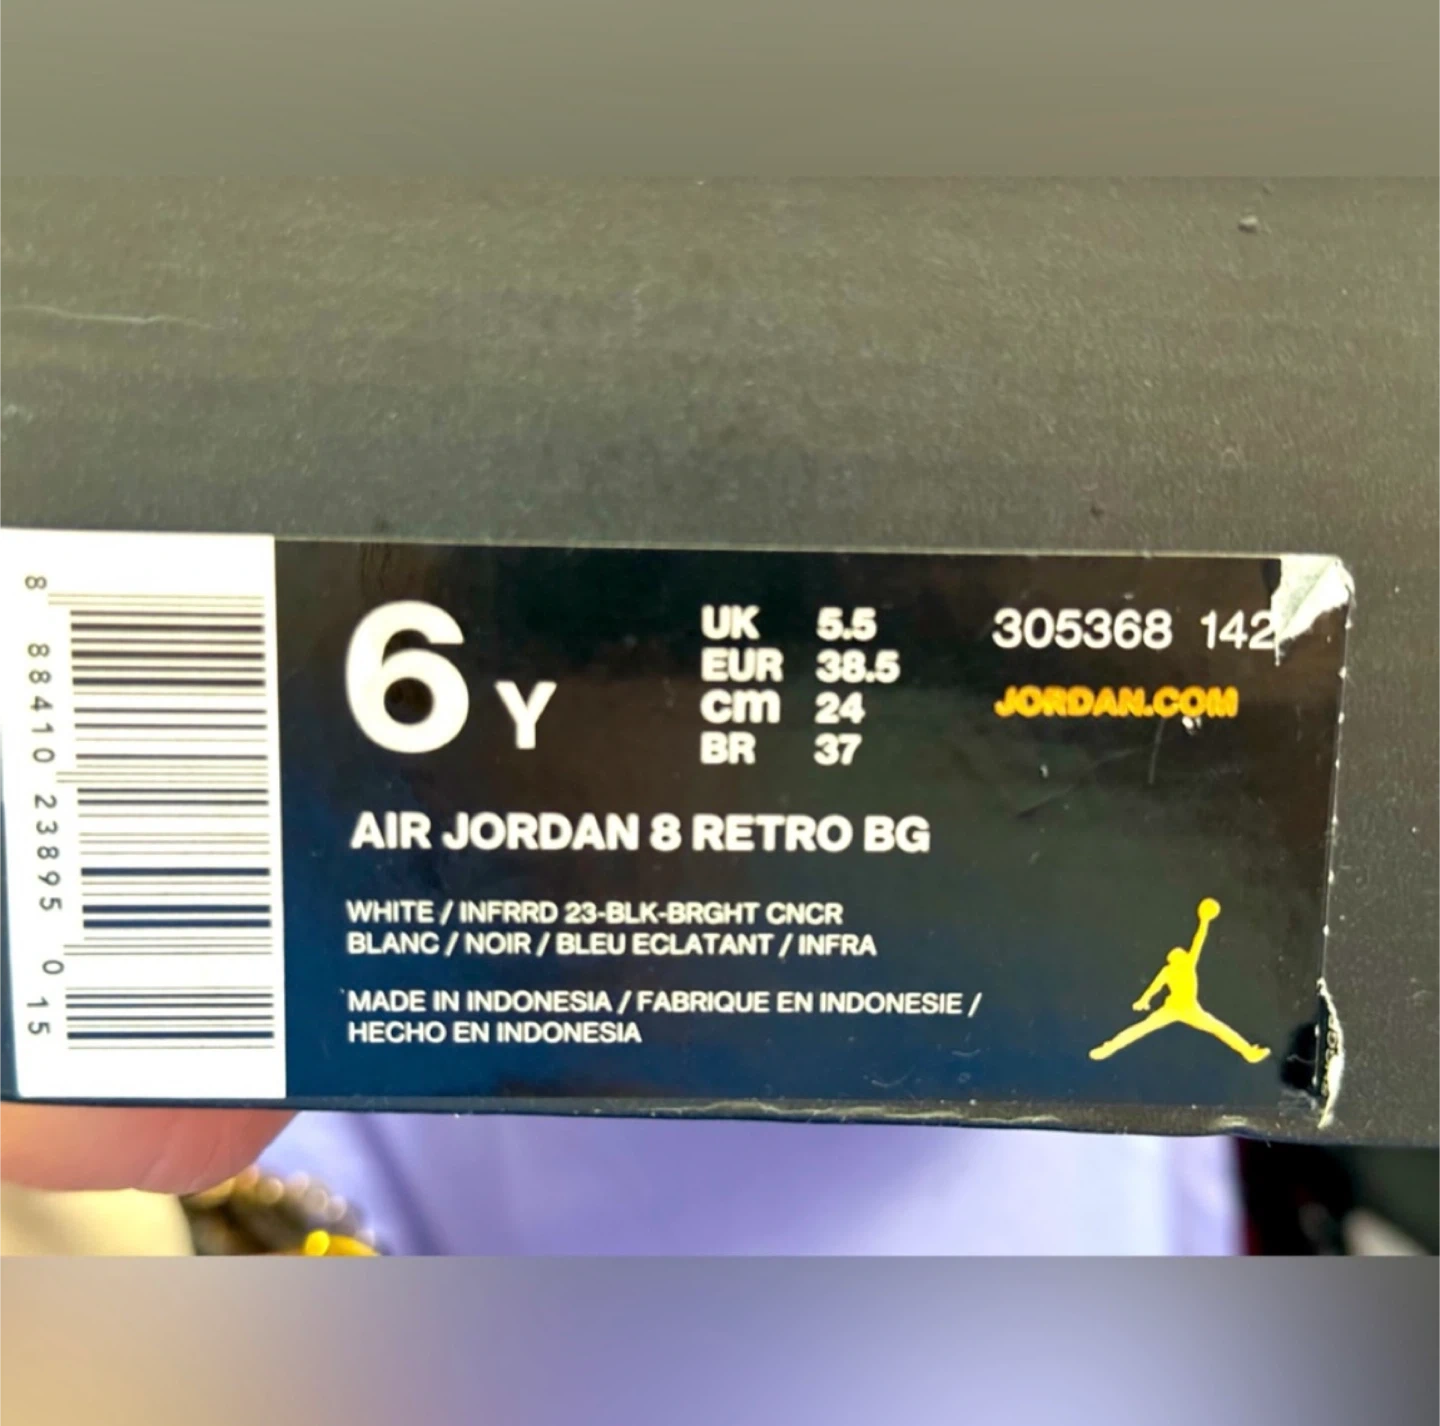 8 88410 23895 0 15
6 Y
UK 5.5
EUR 38.5
cm 24
BR 37
305368 142
JORDAN.COM
AIR JORDAN 8 RETRO BG
WHITE / INFRRD 23-BLK-BRGHT CNCR
BLANC / NOIR / BLEU ECLATANT / INFRA
MADE IN INDONESIA / FABRIQUE EN INDONESIE /
HECHO EN INDONESIA